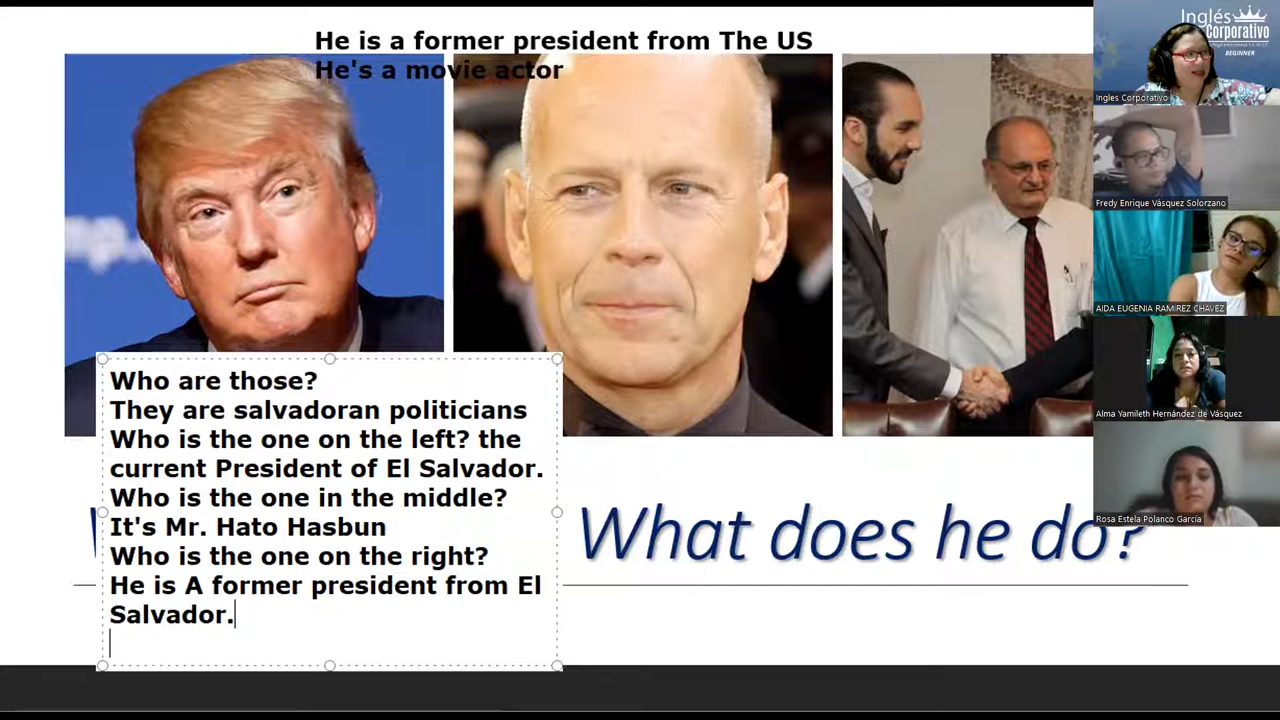 He is a former president from The US
He's a movie actor
Who are those?
They are salvadoran politicians
Who is the one on the left? the
current President of El Salvador.
Who is the one in the middle?
It's Mr. Hato Hasbun
Who is the one on the right?
He is A former president from El
Salvador.
What does he do?
Inglés
Corporativo
BEGINNER
Ingles Corporativo
Fredy Enrique Vásquez Solorzano
AIDA EUGENIA RAMIREZ CHAVEZ
Alma Yamileth Hernández de Vásquez
Rosa Estela Polanco García